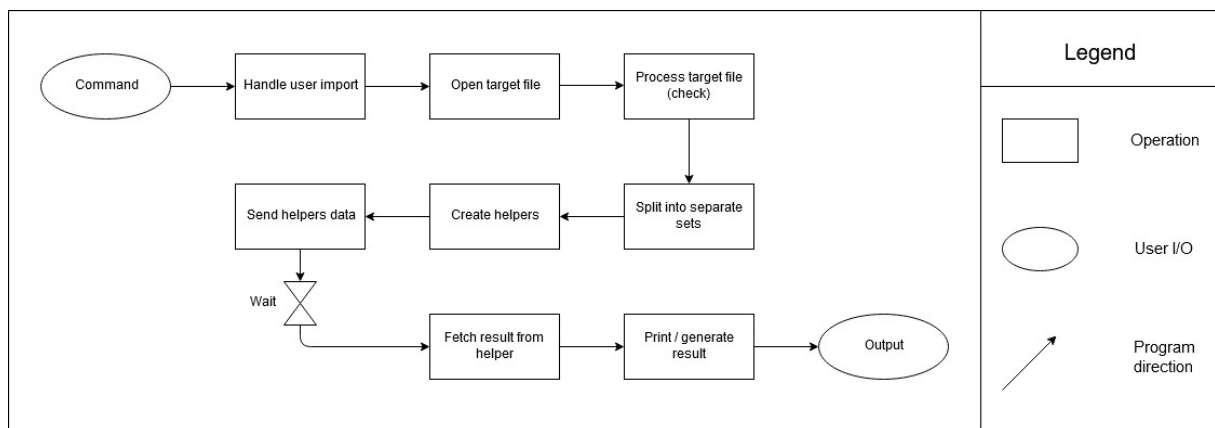 Command
Handle user import
Open target file
Process target file
(check)
Send helpers data
Create helpers
Split into separate
sets
Wait
Fetch result from
helper
Print / generate
result
Output
Legend
Operation
User I/O
Program
direction